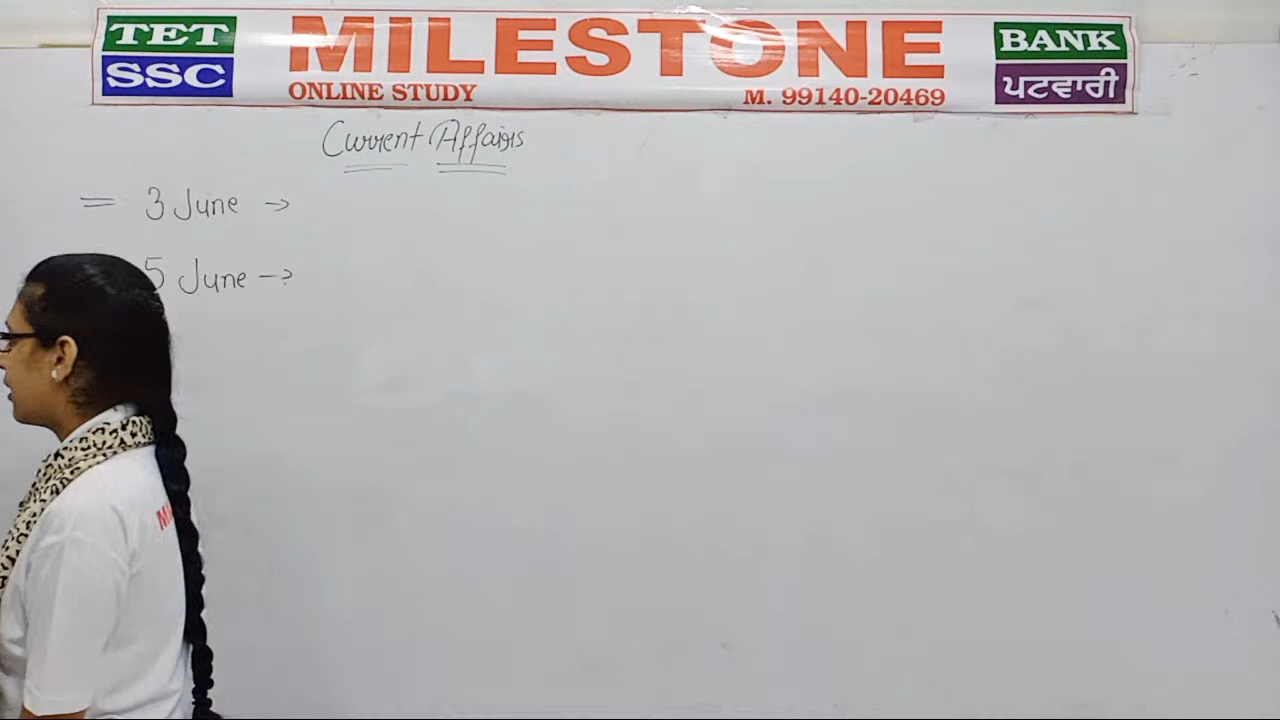 TET
SSC
MILESTONE
ONLINE STUDY
M. 99140-20469
BANK
ਪਟਵਾਰੀ
Current Affairs
= 3 June →
5 June →